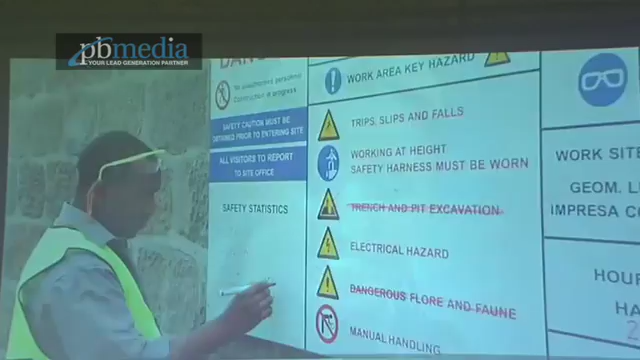 pbmedia
YOUR LEAD GENERATION PARTNER
No unauthorised personnel
Construction in progress
SAFETY CAUTION MUST BE
OBTAINED PRIOR TO ENTERING SITE
ALL VISITORS TO REPORT
TO SITE OFFICE
SAFETY STATISTICS
WORK AREA KEY HAZARD
TRIPS, SLIPS AND FALLS
WORKING AT HEIGHT
SAFETY HARNESS MUST BE WORN
TRENCH AND PIT EXCAVATION
ELECTRICAL HAZARD
DANGEROUS FLORE AND FAUNE
MANUAL HANDLING
WORK SITE
GEOM. L
IMPRESA CO
HOUR
HA